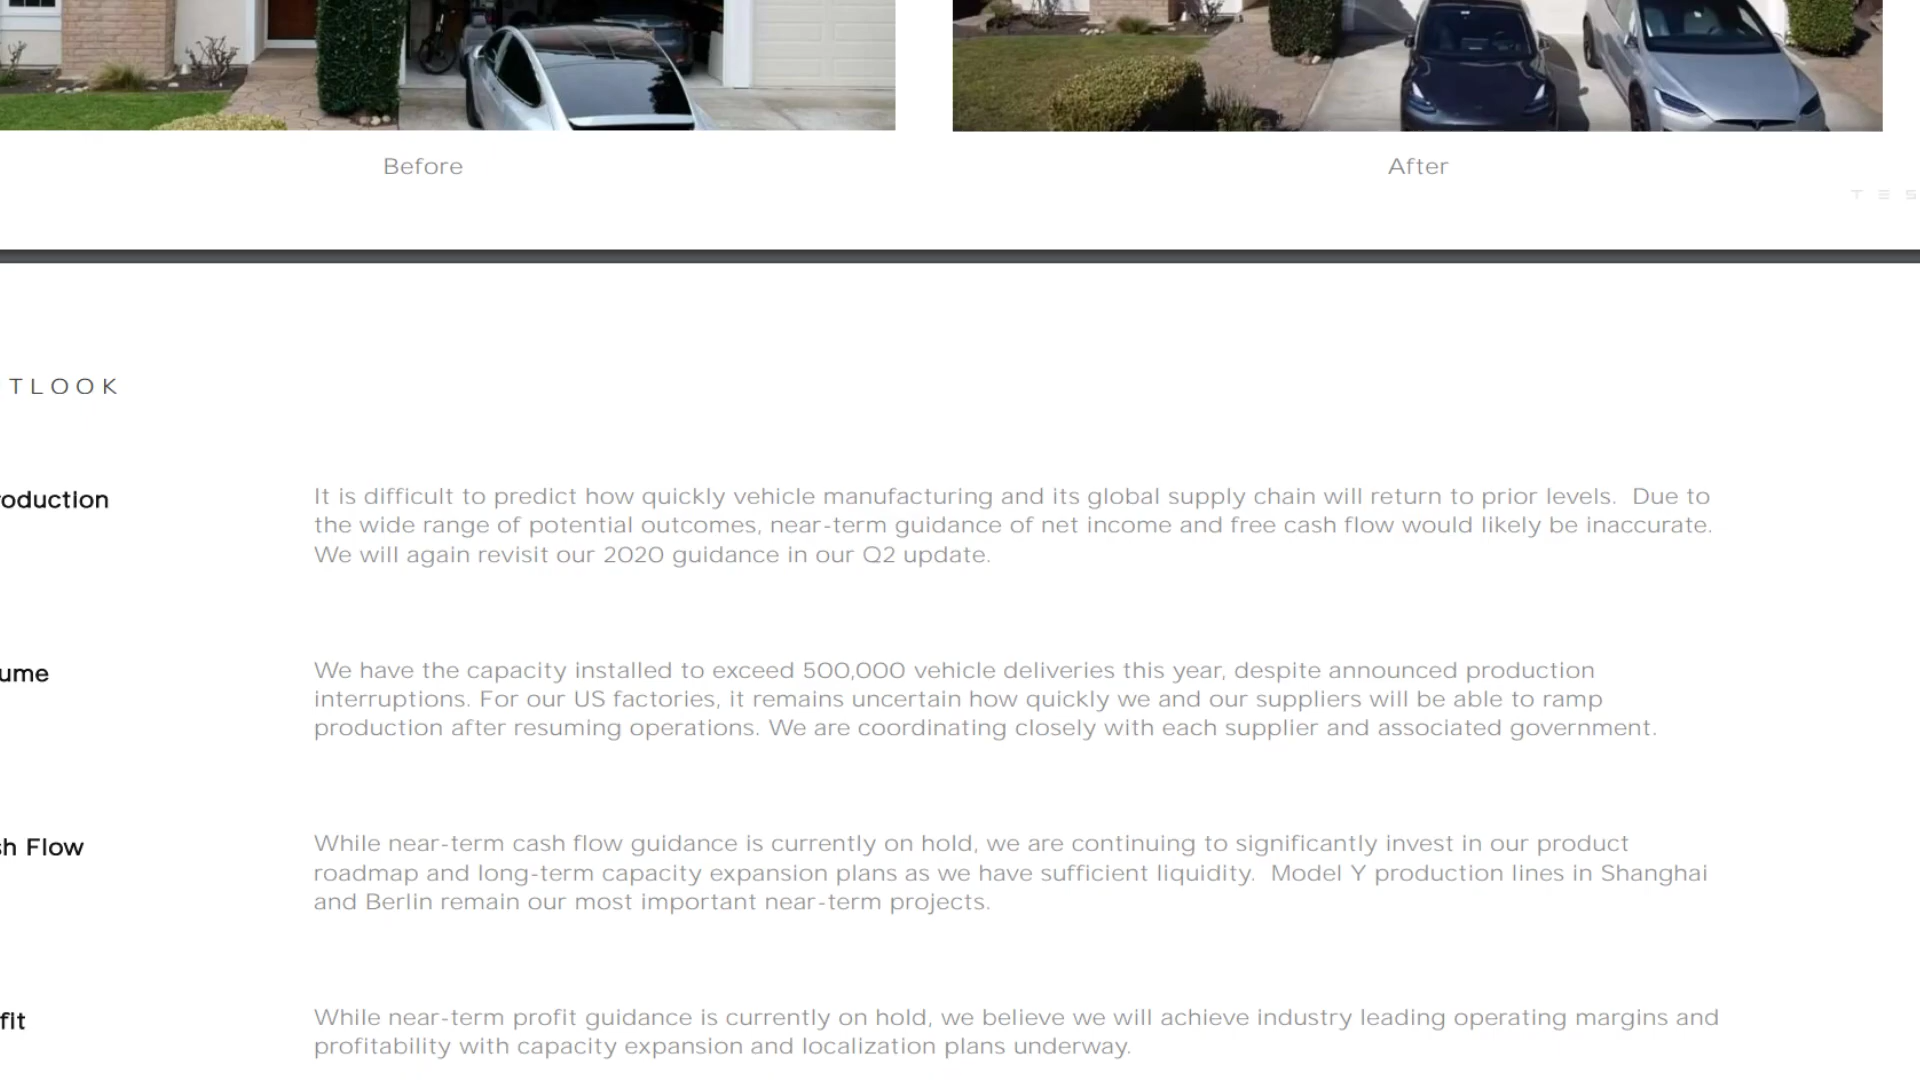 Before
After
T E S
TLOOK
roduction
It is difficult to predict how quickly vehicle manufacturing and its global supply chain will return to prior levels.  Due to
the wide range of potential outcomes, near-term guidance of net income and free cash flow would likely be inaccurate.
We will again revisit our 2020 guidance in our Q2 update.
ume
We have the capacity installed to exceed 500,000 vehicle deliveries this year, despite announced production
interruptions. For our US factories, it remains uncertain how quickly we and our suppliers will be able to ramp
production after resuming operations. We are coordinating closely with each supplier and associated government.
sh Flow
While near-term cash flow guidance is currently on hold, we are continuing to significantly invest in our product
roadmap and long-term capacity expansion plans as we have sufficient liquidity.  Model Y production lines in Shanghai
and Berlin remain our most important near-term projects.
fit
While near-term profit guidance is currently on hold, we believe we will achieve industry leading operating margins and
profitability with capacity expansion and localization plans underway.